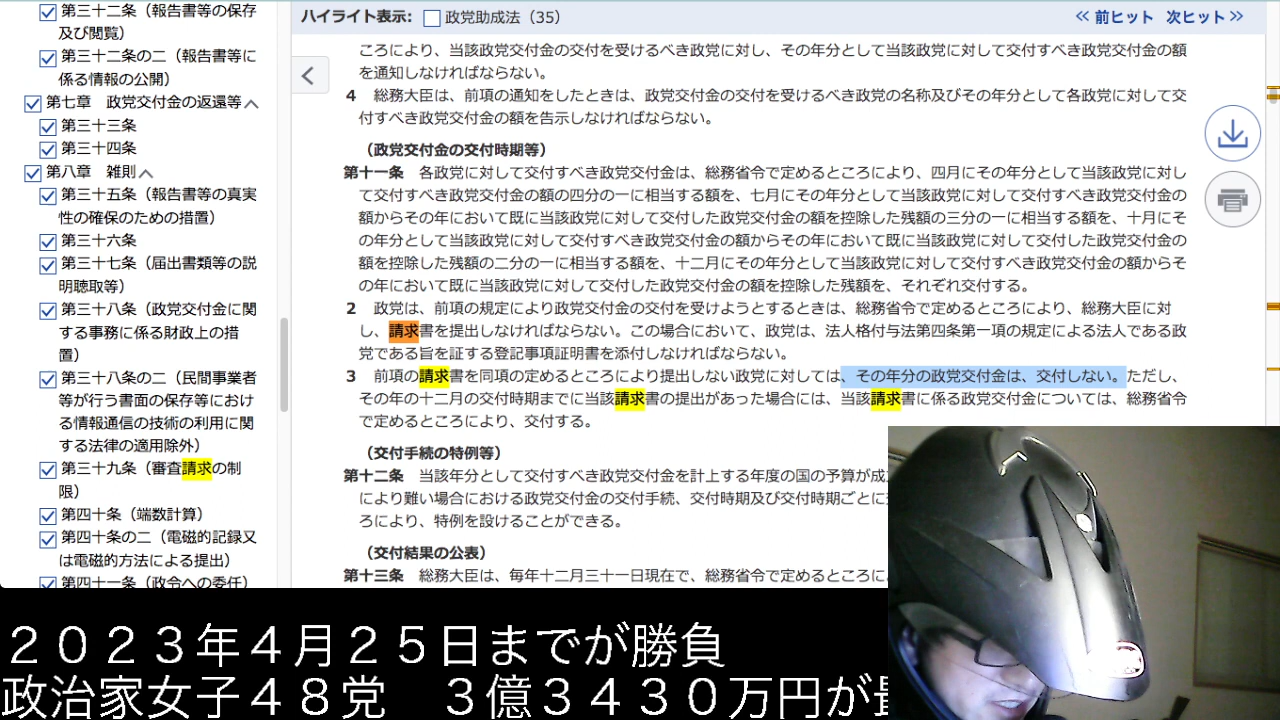 第三十二条（報告書等の保存
及び閲覧）
第三十二条の二（報告書等に
係る情報の公開）
第七章　政党交付金の返還等
第三十三条
第三十四条
第八章　雑則
第三十五条（報告書等の真実
性の確保のための措置）
第三十六条
第三十七条（届出書類等の説
明聴取等）
第三十八条（政党交付金に関
する事務に係る財政上の措
置）
第三十八条の二（民間事業者
等が行う書面の保存等におけ
る情報通信の技術の利用に関
する法律の適用除外）
第三十九条（審査請求の制
限）
第四十条（端数計算）
第四十条の二（電磁的記録又
は電磁的方法による提出）
第四十一条（政令への委任）
ハイライト表示: 政党助成法（35）
前ヒット 次ヒット
ころにより、当該政党交付金の交付を受けるべき政党に対し、その年分として当該政党に対して交付すべき政党交付金の額
を通知しなければならない。
4　総務大臣は、前項の通知をしたときは、政党交付金の交付を受けるべき政党の名称及びその年分として各政党に対して交
付すべき政党交付金の額を告示しなければならない。
（政党交付金の交付時期等）
第十一条　各政党に対して交付すべき政党交付金は、総務省令で定めるところにより、四月にその年分として当該政党に対し
て交付すべき政党交付金の額の四分の一に相当する額を、七月にその年分として当該政党に対して交付すべき政党交付金の
額からその年において既に当該政党に対して交付した政党交付金の額を控除した残額の三分の一に相当する額を、十月にそ
の年分として当該政党に対して交付すべき政党交付金の額からその年において既に当該政党に対して交付した政党交付金の
額を控除した残額の二分の一に相当する額を、十二月にその年分として当該政党に対して交付すべき政党交付金の額からそ
の年において既に当該政党に対して交付した政党交付金の額を控除した残額を、それぞれ交付する。
2　政党は、前項の規定により政党交付金の交付を受けようとするときは、総務省令で定めるところにより、総務大臣に対
し、請求書を提出しなければならない。この場合において、政党は、法人格付与法第四条第一項の規定による法人である政
党である旨を証する登記事項証明書を添付しなければならない。
3　前項の請求書を同項の定めるところにより提出しない政党に対しては、その年分の政党交付金は、交付しない。ただし、
その年の十二月の交付時期までに当該請求書の提出があった場合には、当該請求書に係る政党交付金については、総務省令
で定めるところにより、交付する。
（交付手続の特例等）
第十二条　当該年分として交付すべき政党交付金を計上する年度の国の予算が成
により難い場合における政党交付金の交付手続、交付時期及び交付時期ごとに
ろにより、特例を設けることができる。
（交付結果の公表）
第十三条　総務大臣は、毎年十二月三十一日現在で、総務省令で定めるところに
２０２３年４月２５日までが勝負
政治家女子４８党　３億３４３０万円が